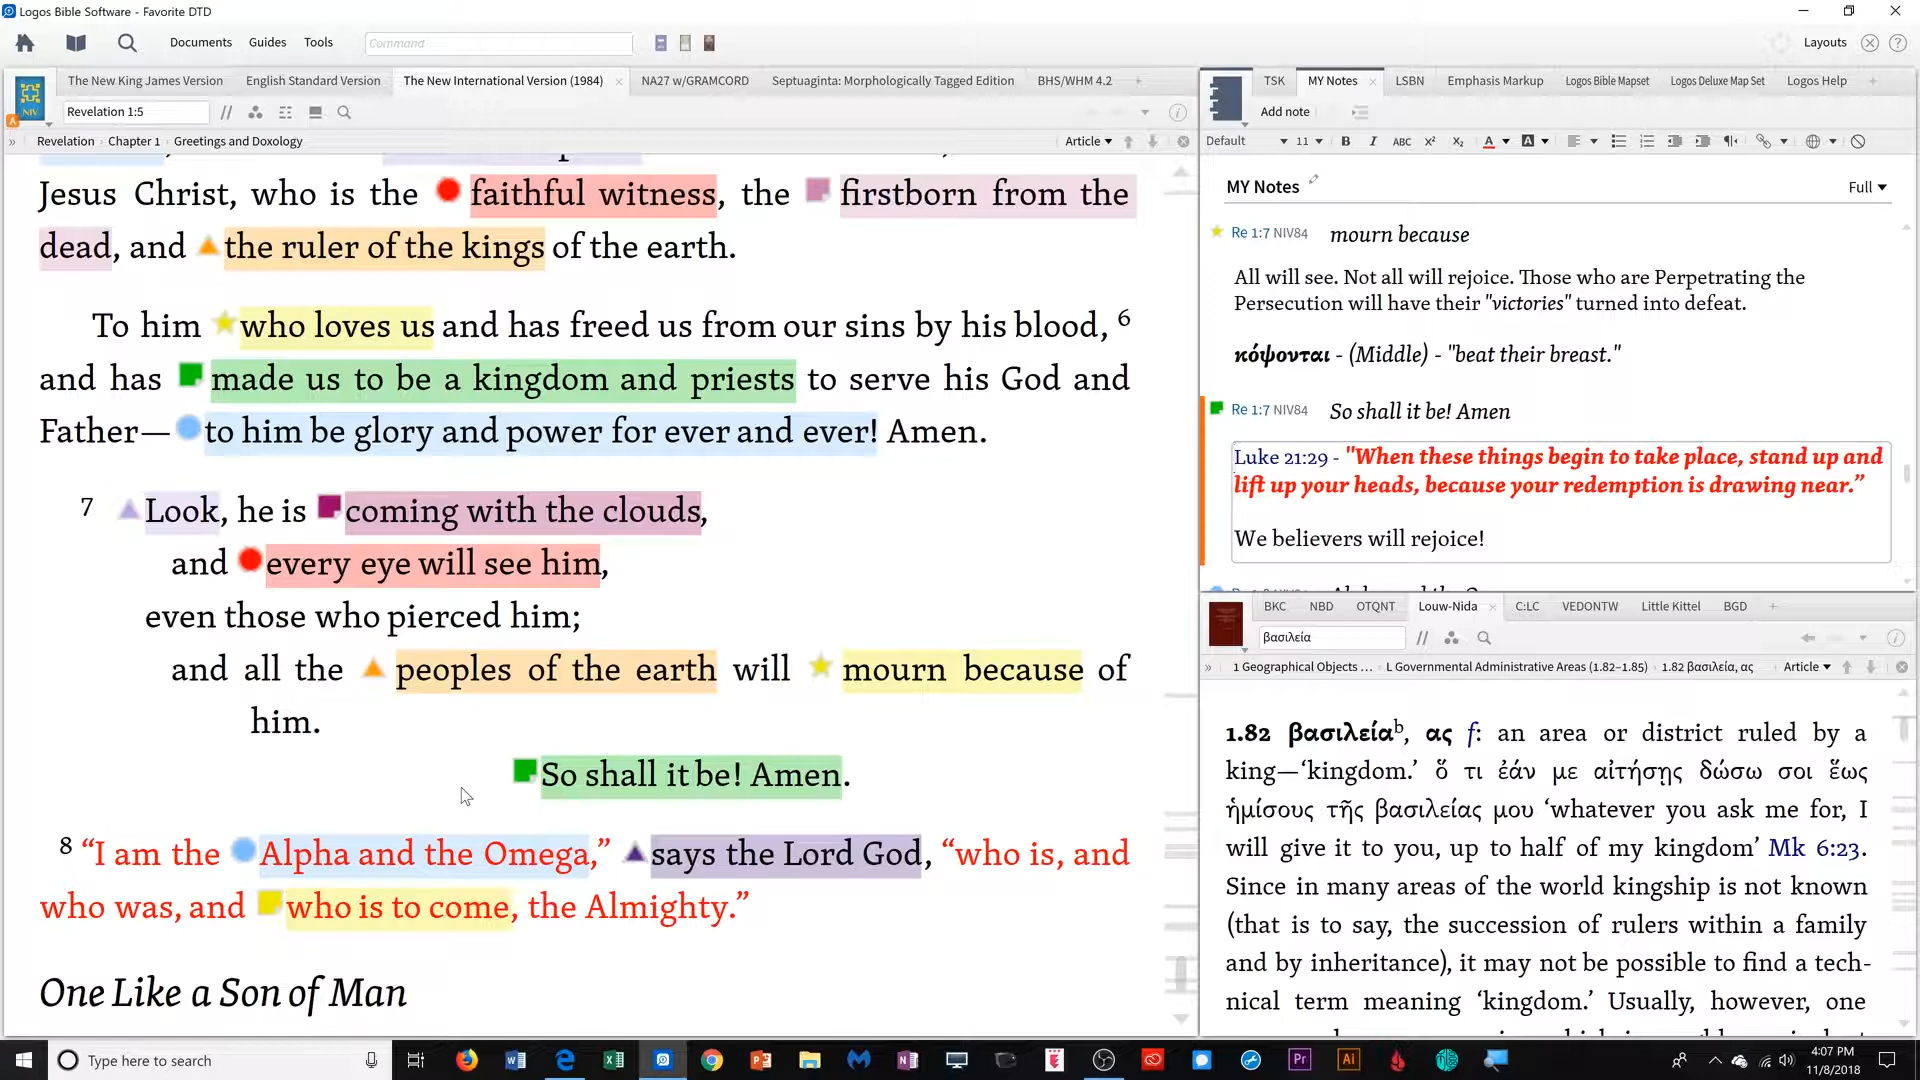 Logos Bible Software - Favorite DTD
Documents Guides Tools Command Layouts
The New King James Version English Standard Version The New International Version (1984) NA27 w/GRAMCORD Septuaginta: Morphologically Tagged Edition BHS/WHM 4.2
NIV
Revelation 1:5
Revelation › Chapter 1 › Greetings and Doxology Article
Jesus Christ, who is the faithful witness, the firstborn from the
dead, and the ruler of the kings of the earth.
To him who loves us and has freed us from our sins by his blood, 6
and has made us to be a kingdom and priests to serve his God and
Father—to him be glory and power for ever and ever! Amen.
7 Look, he is coming with the clouds,
and every eye will see him,
even those who pierced him;
and all the peoples of the earth will mourn because of
him.
So shall it be! Amen.
8 “I am the Alpha and the Omega,” says the Lord God, “who is, and
who was, and who is to come, the Almighty.”
One Like a Son of Man
TSK MY Notes LSBN Emphasis Markup Logos Bible Mapset Logos Deluxe Map Set Logos Help
Add note
Default 11 B I ABC X² X₂ A A
MY Notes Full
Re 1:7 NIV84 mourn because
All will see. Not all will rejoice. Those who are Perpetrating the
Persecution will have their "victories" turned into defeat.
κόψονται - (Middle) - "beat their breast."
Re 1:7 NIV84 So shall it be! Amen
Luke 21:29 - "When these things begin to take place, stand up and
lift up your heads, because your redemption is drawing near.”
We believers will rejoice!
BKC NBD OTQNT Louw-Nida C:LC VEDONTW Little Kittel BGD
βασιλεία
1 Geographical Objects … › L Governmental Administrative Areas (1.82–1.85) › 1.82 βασιλεία, ας Article
1.82 βασιλείαb, ας f: an area or district ruled by a
king—‘kingdom.’ ὅ τι ἐάν με αἰτήσῃς δώσω σοι ἕως
ἡμίσους τῆς βασιλείας μου ‘whatever you ask me for, I
will give it to you, up to half of my kingdom’ Mk 6:23.
Since in many areas of the world kingship is not known
(that is to say, the succession of rulers within a family
and by inheritance), it may not be possible to find a tech-
nical term meaning ‘kingdom.’ Usually, however, one
Type here to search
4:07 PM
11/8/2018